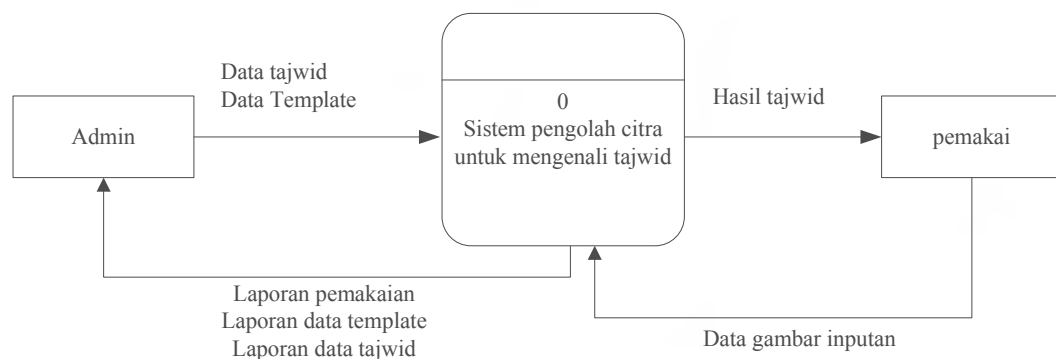 Data tajwid
Data Template
Admin
0
Sistem pengolah citra
untuk mengenali tajwid
Hasil tajwid
pemakai
Laporan pemakaian
Laporan data template
Laporan data tajwid
Data gambar inputan